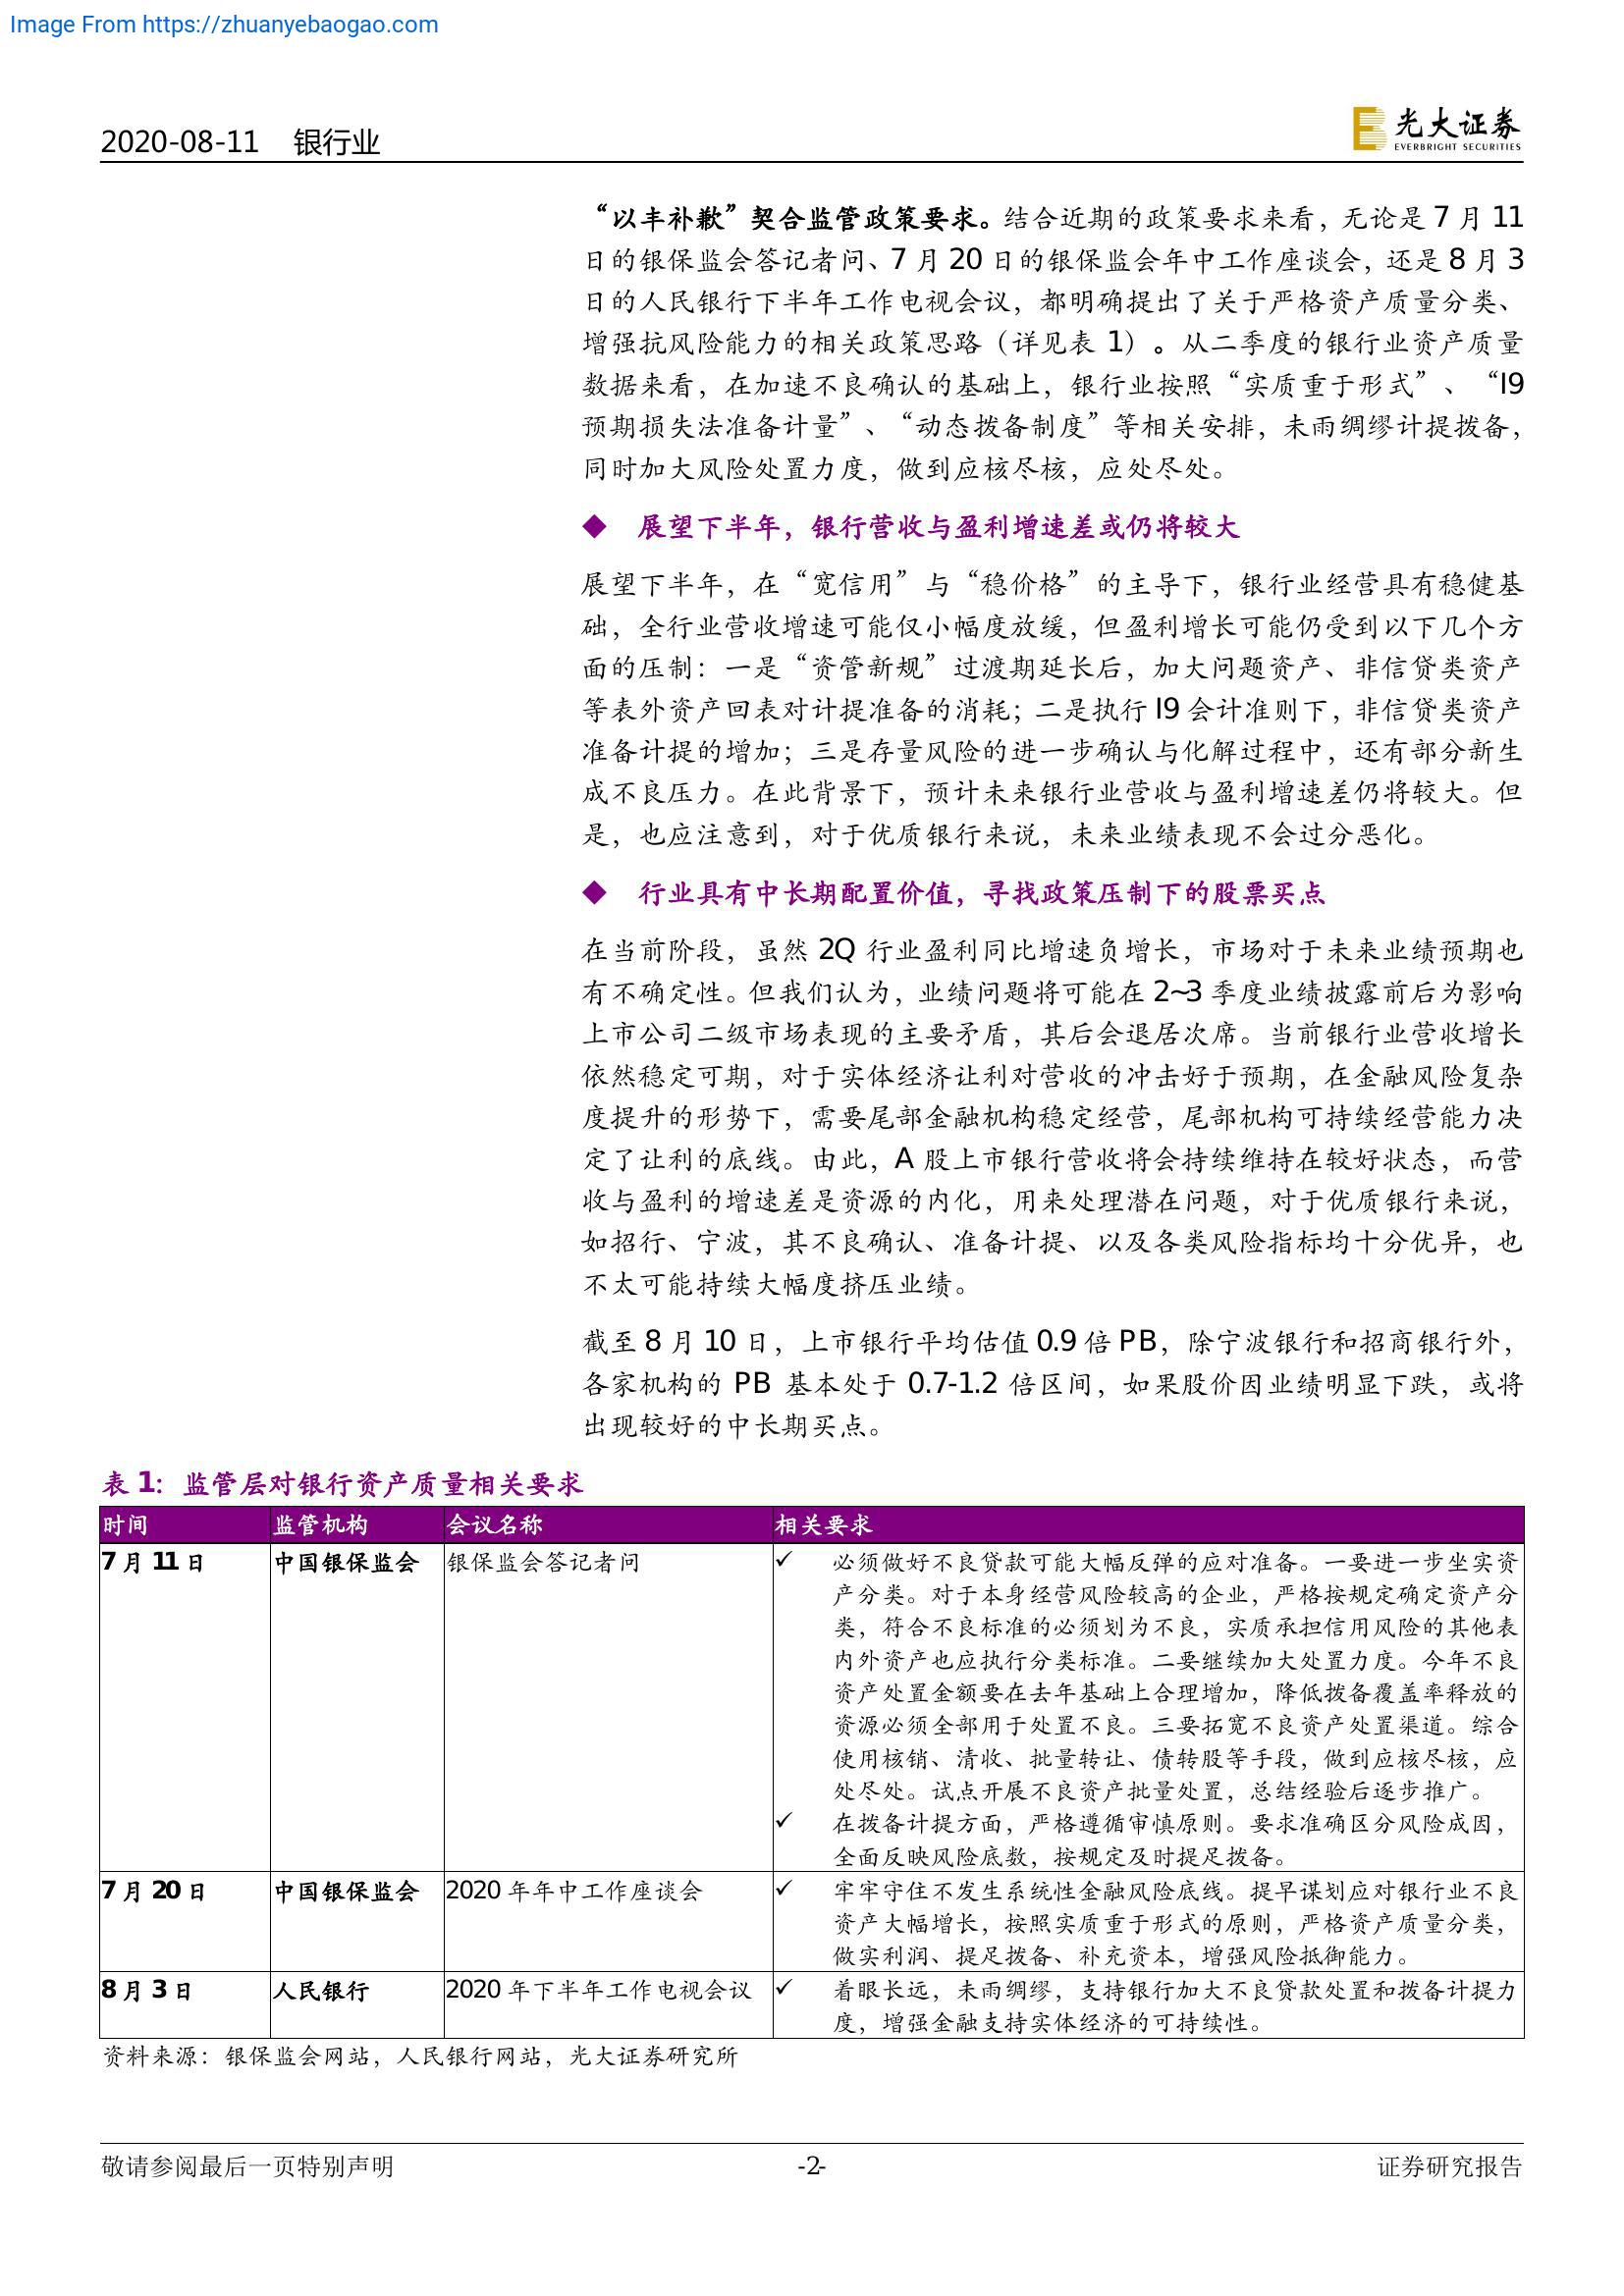 Image From https://zhuanyebaogao.com
2020-08-11 银行业
光大证券
EVERBRIGHT SECURITIES
“以丰补歉”契合监管政策要求。结合近期的政策要求来看，无论是 7 月 11
日的银保监会答记者问、7 月 20 日的银保监会年中工作座谈会，还是 8 月 3
日的人民银行下半年工作电视会议，都明确提出了关于严格资产质量分类、
增强抗风险能力的相关政策思路（详见表 1）。从二季度的银行业资产质量
数据来看，在加速不良确认的基础上，银行业按照“实质重于形式”、“I9
预期损失法准备计量”、“动态拨备制度”等相关安排，未雨绸缪计提拨备，
同时加大风险处置力度，做到应核尽核，应处尽处。
◆ 展望下半年，银行营收与盈利增速差或仍将较大
展望下半年，在“宽信用”与“稳价格”的主导下，银行业经营具有稳健基
础，全行业营收增速可能仅小幅度放缓，但盈利增长可能仍受到以下几个方
面的压制：一是“资管新规”过渡期延长后，加大问题资产、非信贷类资产
等表外资产回表对计提准备的消耗；二是执行 I9 会计准则下，非信贷类资产
准备计提的增加；三是存量风险的进一步确认与化解过程中，还有部分新生
成不良压力。在此背景下，预计未来银行业营收与盈利增速差仍将较大。但
是，也应注意到，对于优质银行来说，未来业绩表现不会过分恶化。
◆ 行业具有中长期配置价值，寻找政策压制下的股票买点
在当前阶段，虽然 2Q 行业盈利同比增速负增长，市场对于未来业绩预期也
有不确定性。但我们认为，业绩问题将可能在 2~3 季度业绩披露前后为影响
上市公司二级市场表现的主要矛盾，其后会退居次席。当前银行业营收增长
依然稳定可期，对于实体经济让利对营收的冲击好于预期，在金融风险复杂
度提升的形势下，需要尾部金融机构稳定经营，尾部机构可持续经营能力决
定了让利的底线。由此，A 股上市银行营收将会持续维持在较好状态，而营
收与盈利的增速差是资源的内化，用来处理潜在问题，对于优质银行来说，
如招行、宁波，其不良确认、准备计提、以及各类风险指标均十分优异，也
不太可能持续大幅度挤压业绩。
截至 8 月 10 日，上市银行平均估值 0.9 倍 PB，除宁波银行和招商银行外，
各家机构的 PB 基本处于 0.7-1.2 倍区间，如果股价因业绩明显下跌，或将
出现较好的中长期买点。
表 1：监管层对银行资产质量相关要求
时间 监管机构 会议名称 相关要求
7 月 11 日 中国银保监会 银保监会答记者问 ✓ 必须做好不良贷款可能大幅反弹的应对准备。一要进一步坐实资
产分类。对于本身经营风险较高的企业，严格按规定确定资产分
类，符合不良标准的必须划为不良，实质承担信用风险的其他表
内外资产也应执行分类标准。二要继续加大处置力度。今年不良
资产处置金额要在去年基础上合理增加，降低拨备覆盖率释放的
资源必须全部用于处置不良。三要拓宽不良资产处置渠道。综合
使用核销、清收、批量转让、债转股等手段，做到应核尽核，应
处尽处。试点开展不良资产批量处置，总结经验后逐步推广。
✓ 在拨备计提方面，严格遵循审慎原则。要求准确区分风险成因，
全面反映风险底数，按规定及时提足拨备。
7 月 20 日 中国银保监会 2020 年年中工作座谈会 ✓ 牢牢守住不发生系统性金融风险底线。提早谋划应对银行业不良
资产大幅增长，按照实质重于形式的原则，严格资产质量分类，
做实利润、提足拨备、补充资本，增强风险抵御能力。
8 月 3 日 人民银行 2020 年下半年工作电视会议 ✓ 着眼长远，未雨绸缪，支持银行加大不良贷款处置和拨备计提力
度，增强金融支持实体经济的可持续性。
资料来源：银保监会网站，人民银行网站，光大证券研究所
敬请参阅最后一页特别声明 -2- 证券研究报告